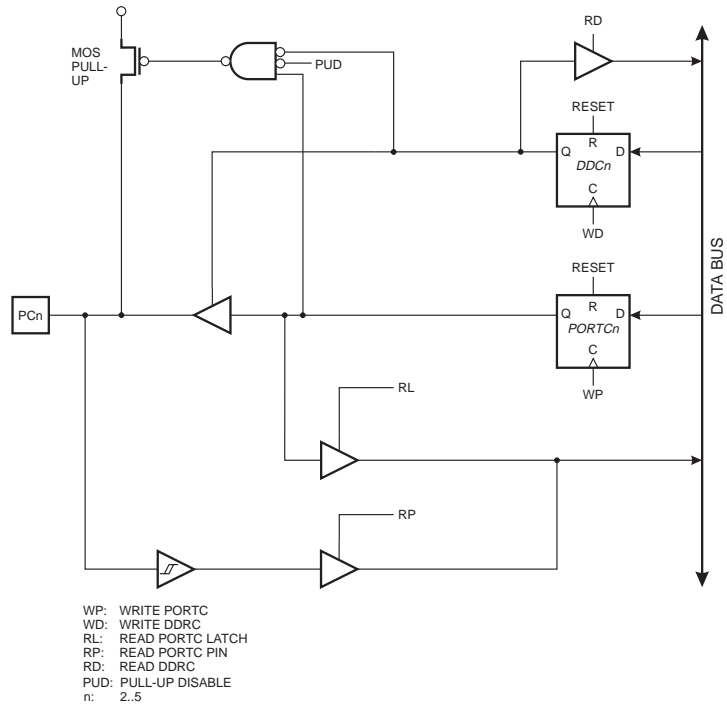 RD
MOS
PULL-
UP
PUD
RESET
R
Q
D
DDCn
C
WD
DATA BUS
RESET
R
Q
D
PORTCn
C
PCn
WP
RL
RP
WP: WRITE PORTC
WD: WRITE DDRC
RL: READ PORTC LATCH
RP: READ PORTC PIN
RD: READ DDRC
PUD: PULL-UP DISABLE
n: 2..5